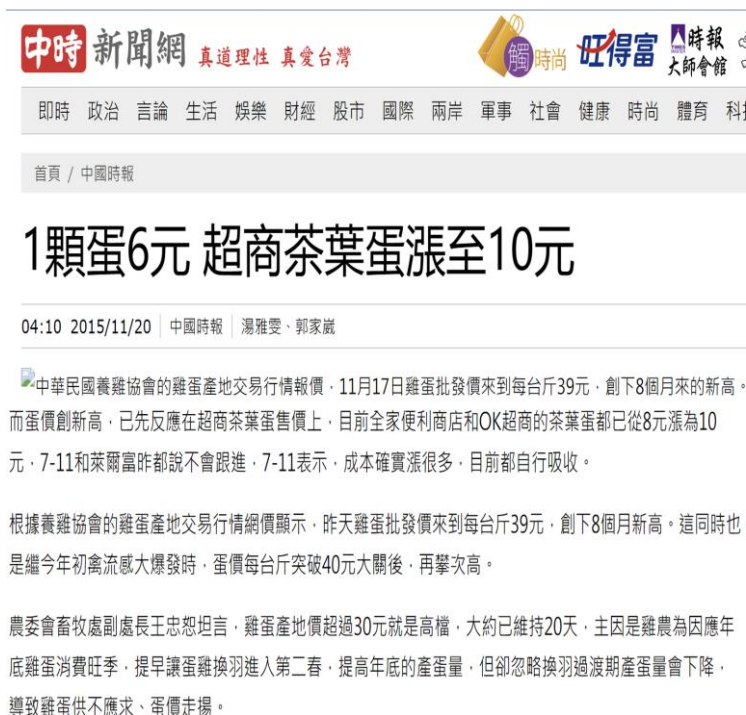 中時 新聞網 真道理性 真愛台灣
觸時尚 旺得富 時報
大師會館
即時 政治 言論 生活 娛樂 財經 股市 國際 兩岸 軍事 社會 健康 時尚 體育
首頁 / 中國時報
1顆蛋6元 超商茶葉蛋漲至10元
04:10 2015/11/20 中國時報 湯雅雯、郭家崴
中華民國養雞協會的雞蛋產地交易行情報價，11月17日雞蛋批發價來到每台斤39元，創下8個月來的新高。
而蛋價創新高，已先反應在超商茶葉蛋售價上，目前全家便利商店和OK超商的茶葉蛋都已從8元漲為10
元，7-11和萊爾富昨都說不會跟進，7-11表示，成本確實漲很多，目前都自行吸收。
根據養雞協會的雞蛋產地交易行情網價顯示，昨天雞蛋批發價來到每台斤39元，創下8個月新高。這同時也
是繼今年初禽流感大爆發時，蛋價每台斤突破40元大關後，再攀次高。
農委會畜牧處副處長王忠恕坦言，雞蛋產地價超過30元就是高檔，大約已維持20天，主因是雞農為因應年
底雞蛋消費旺季，提早讓蛋雞換羽進入第二春，提高年底的產蛋量，但卻忽略換羽過渡期產蛋量會下降，
導致雞蛋供不應求、蛋價走揚。